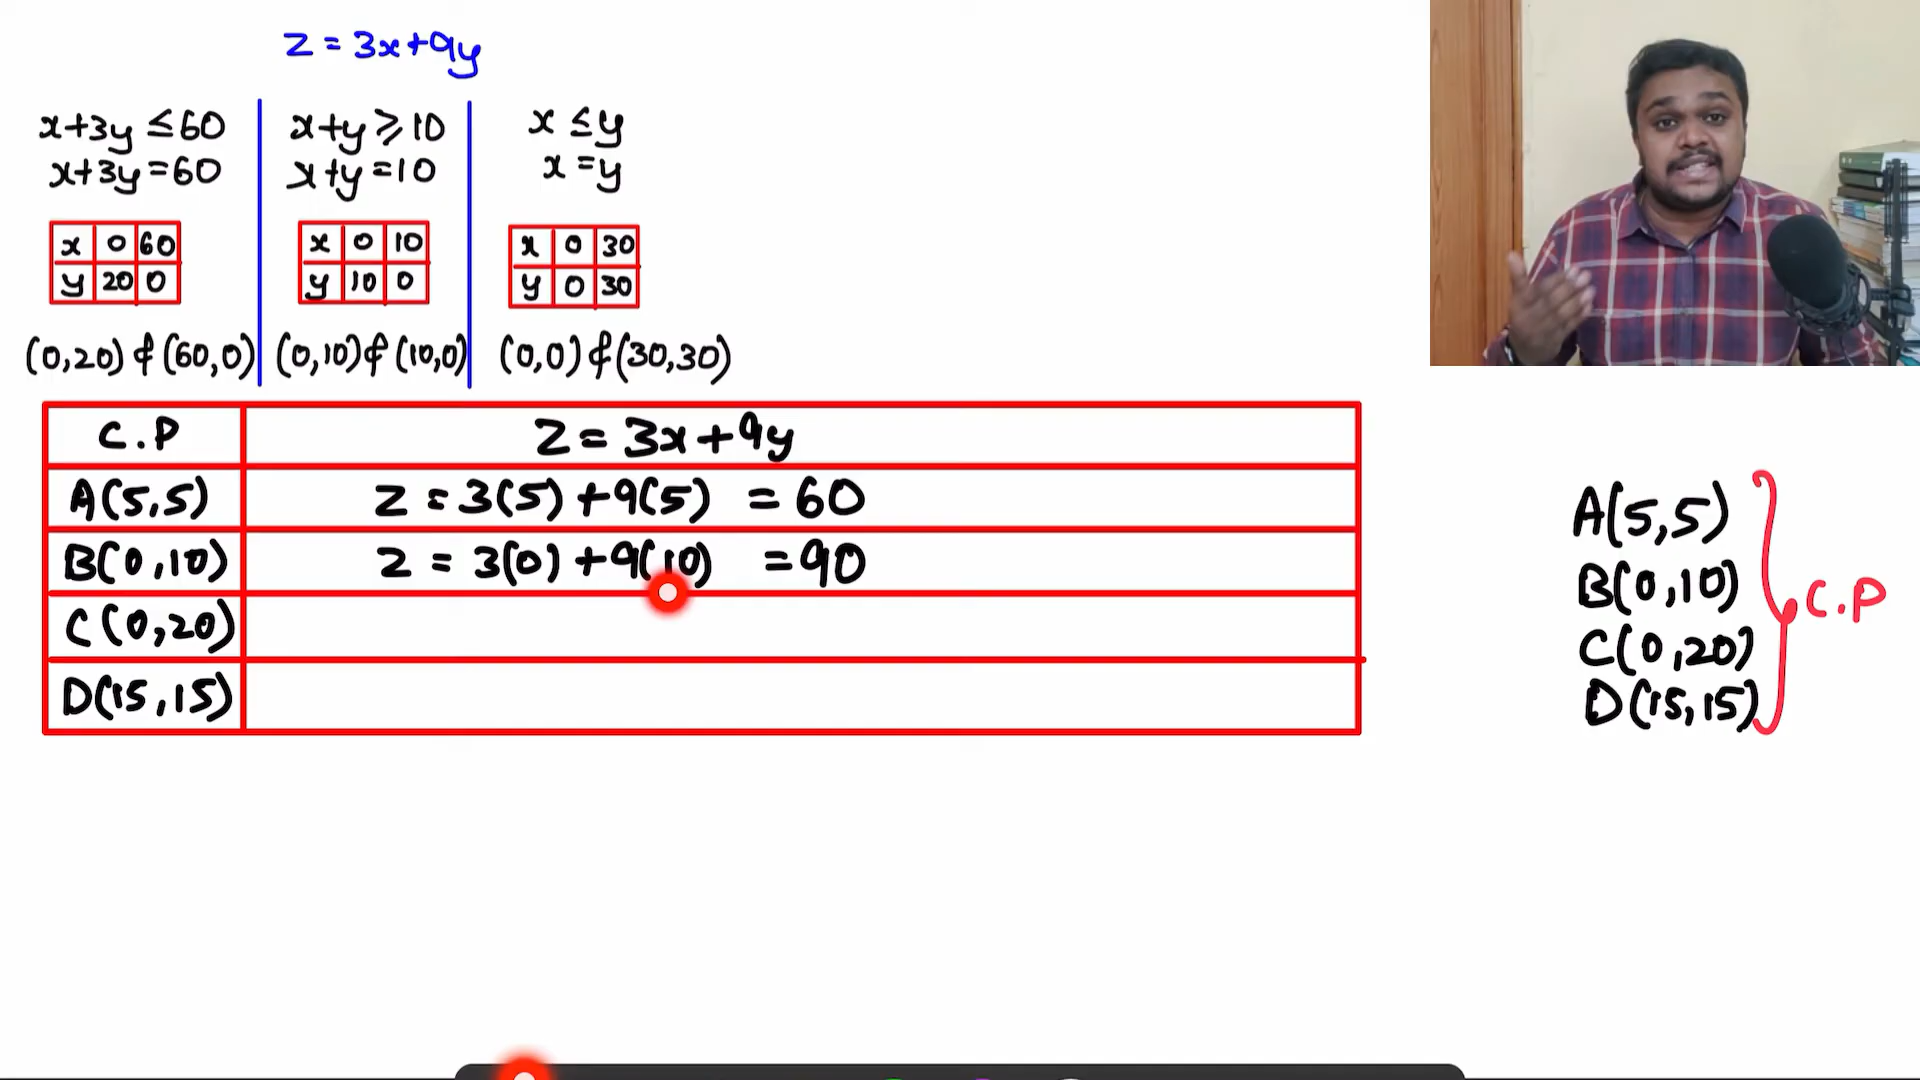 z = 3x+9y
x+3y ≤ 60
x+3y = 60
x 0 60
y 20 0
(0,20) & (60,0)
x+y ≥ 10
x+y = 10
x 0 10
y 10 0
(0,10) & (10,0)
x ≤ y
x = y
x 0 30
y 0 30
(0,0) & (30,30)
C.P z = 3x+9y
A(5,5) z = 3(5)+9(5) = 60
B(0,10) z = 3(0)+9(10) = 90
C(0,20)
D(15,15)
A(5,5)
B(0,10)
C(0,20)
D(15,15)
C.P